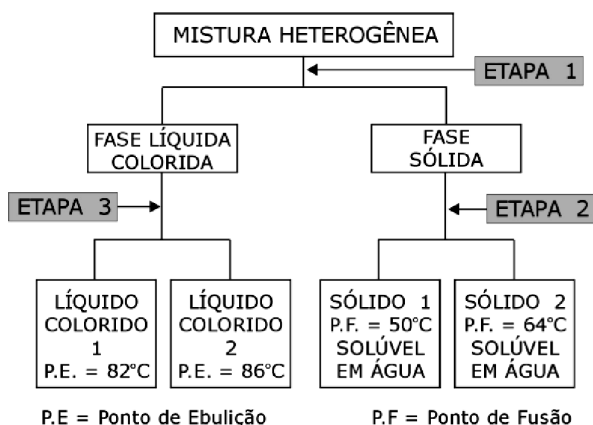 MISTURA HETEROGÊNEA
ETAPA 1
FASE LÍQUIDA
COLORIDA
FASE
SÓLIDA
ETAPA 3
ETAPA 2
LÍQUIDO
COLORIDO
1
P.E. = 82°C
LÍQUIDO
COLORIDO
2
P.E. = 86°C
SÓLIDO 1
P.F. = 50°C
SOLÚVEL
EM ÁGUA
SÓLIDO 2
P.F. = 64°C
SOLÚVEL
EM ÁGUA
P.E = Ponto de Ebulição
P.F = Ponto de Fusão